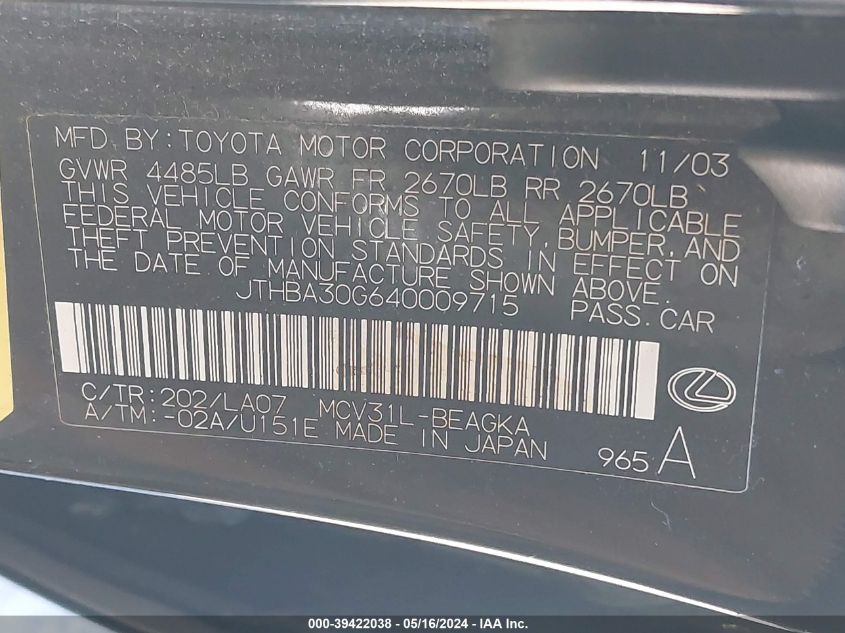 MFD BY:TOYOTA MOTOR CORPORATION 11/03
GVWR 4485LB GAWR FR 2670LB RR 2670LB
THIS VEHICLE CONFORMS TO ALL APPLICABLE
FEDERAL MOTOR VEHICLE SAFETY,BUMPER,AND
THEFT PREVENTION STANDARDS IN EFFECT ON
THE DATE OF MANUFACTURE SHOWN ABOVE.
JTHBA30G640009715 PASS.CAR
C/TR:202/LA07 MCV31L-BEAGKA
A/TM:-02A/U151E MADE IN JAPAN
965 A
000-39422038 - 05/16/2024 - IAA Inc.